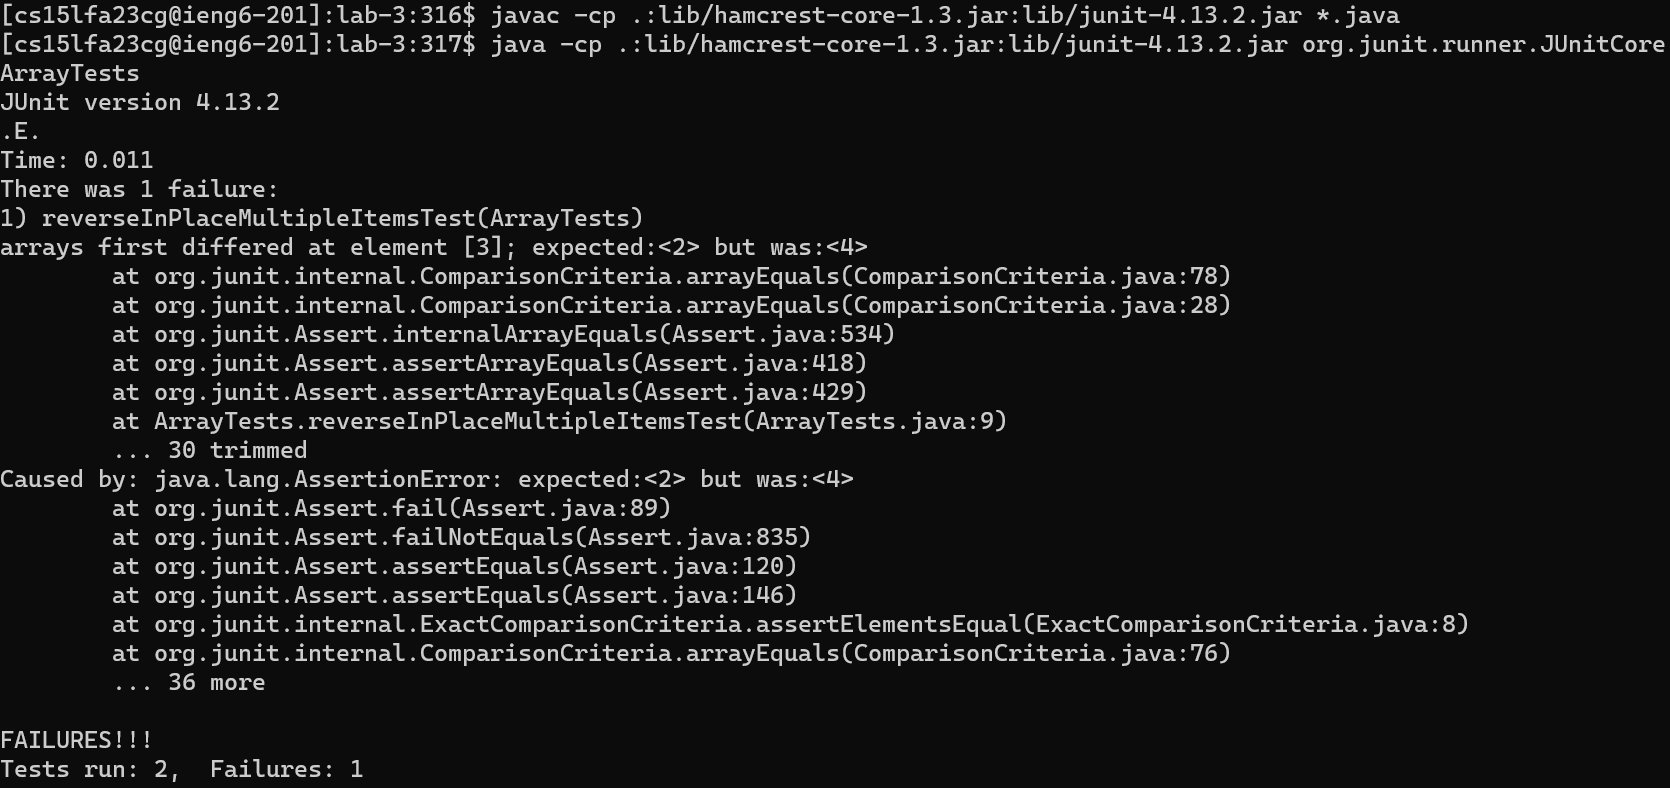 [cs15lfa23cg@ieng6-201]:lab-3:316$ javac -cp .:lib/hamcrest-core-1.3.jar:lib/junit-4.13.2.jar *.java
[cs15lfa23cg@ieng6-201]:lab-3:317$ java -cp .:lib/hamcrest-core-1.3.jar:lib/junit-4.13.2.jar org.junit.runner.JUnitCore
ArrayTests
JUnit version 4.13.2
.E.
Time: 0.011
There was 1 failure:
1) reverseInPlaceMultipleItemsTest(ArrayTests)
arrays first differed at element [3]; expected:<2> but was:<4>
        at org.junit.internal.ComparisonCriteria.arrayEquals(ComparisonCriteria.java:78)
        at org.junit.internal.ComparisonCriteria.arrayEquals(ComparisonCriteria.java:28)
        at org.junit.Assert.internalArrayEquals(Assert.java:534)
        at org.junit.Assert.assertArrayEquals(Assert.java:418)
        at org.junit.Assert.assertArrayEquals(Assert.java:429)
        at ArrayTests.reverseInPlaceMultipleItemsTest(ArrayTests.java:9)
        ... 30 trimmed
Caused by: java.lang.AssertionError: expected:<2> but was:<4>
        at org.junit.Assert.fail(Assert.java:89)
        at org.junit.Assert.failNotEquals(Assert.java:835)
        at org.junit.Assert.assertEquals(Assert.java:120)
        at org.junit.Assert.assertEquals(Assert.java:146)
        at org.junit.internal.ExactComparisonCriteria.assertElementsEqual(ExactComparisonCriteria.java:8)
        at org.junit.internal.ComparisonCriteria.arrayEquals(ComparisonCriteria.java:76)
        ... 36 more

FAILURES!!!
Tests run: 2,  Failures: 1